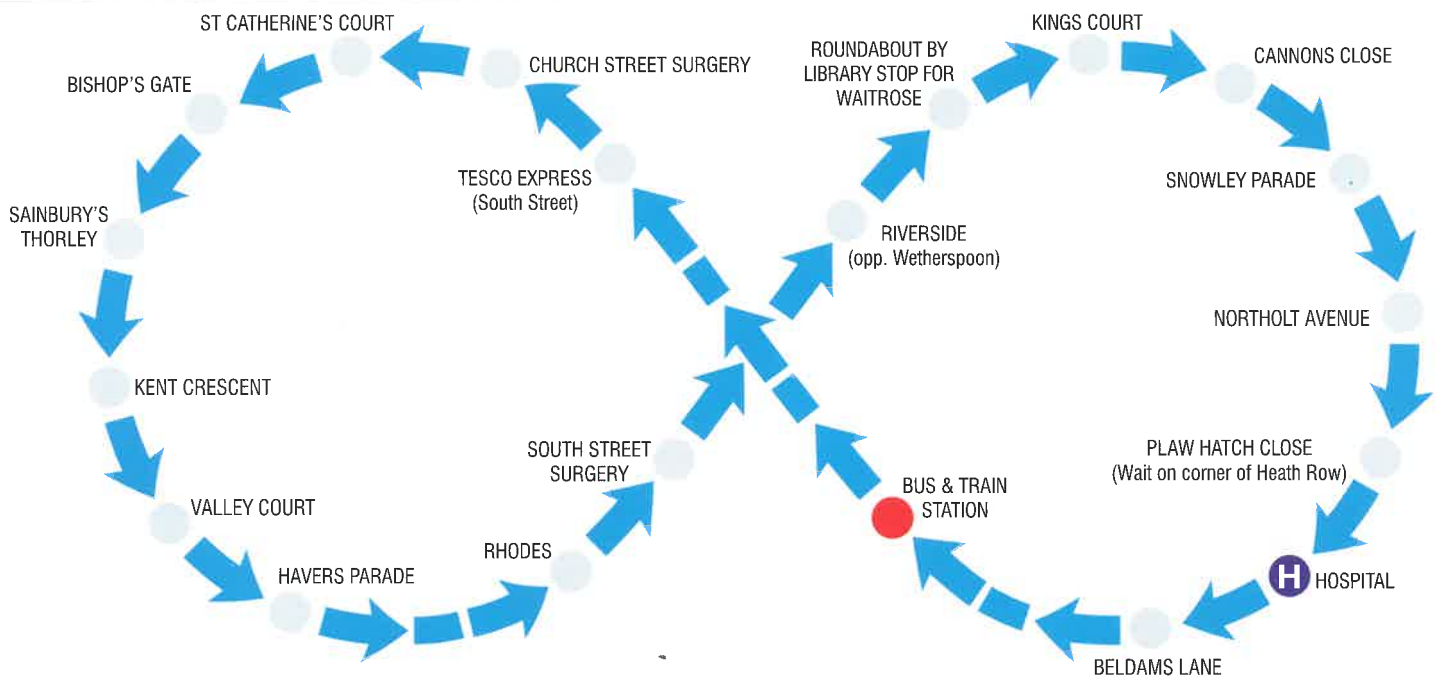 ST CATHERINE'S COURT
CHURCH STREET SURGERY
BISHOP'S GATE
TESCO EXPRESS
(South Street)
SAINBURY'S
THORLEY
KENT CRESCENT
VALLEY COURT
HAVERS PARADE
RHODES
SOUTH STREET
SURGERY
RIVERSIDE
(opp. Wetherspoon)
ROUNDABOUT BY
LIBRARY STOP FOR
WAITROSE
KINGS COURT
CANNONS CLOSE
SNOWLEY PARADE
NORTHOLT AVENUE
PLAW HATCH CLOSE
(Wait on corner of Heath Row)
H
HOSPITAL
BELDAMS LANE
BUS & TRAIN
STATION